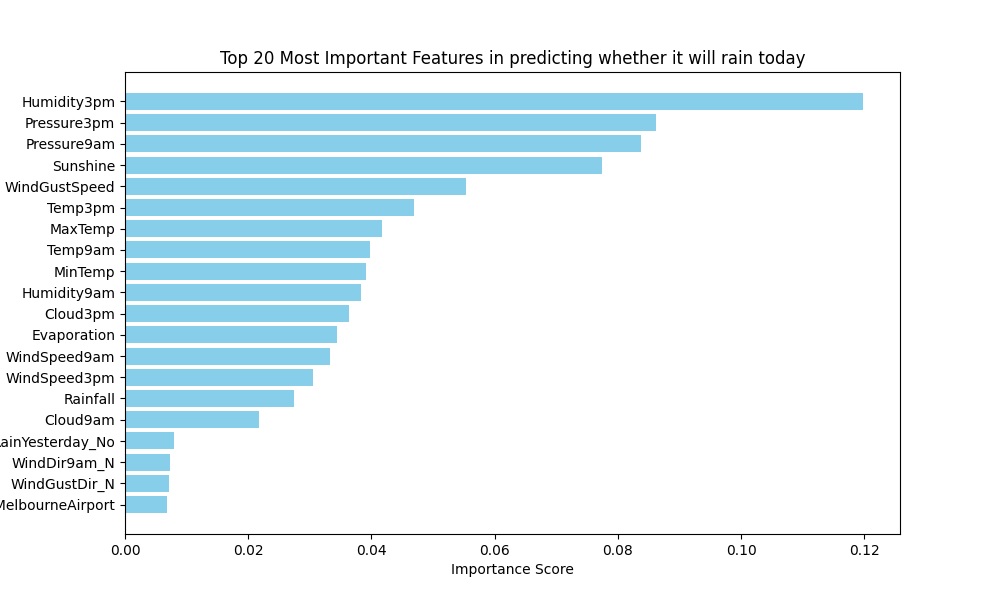 Top 20 Most Important Features in predicting whether it will rain today
Humidity3pm
Pressure3pm
Pressure9am
Sunshine
WindGustSpeed
Temp3pm
MaxTemp
Temp9am
MinTemp
Humidity9am
Cloud3pm
Evaporation
WindSpeed9am
WindSpeed3pm
Rainfall
Cloud9am
ainYesterday_No
WindDir9am_N
WindGustDir_N
MelbourneAirport
0.00 0.02 0.04 0.06 0.08 0.10 0.12
Importance Score